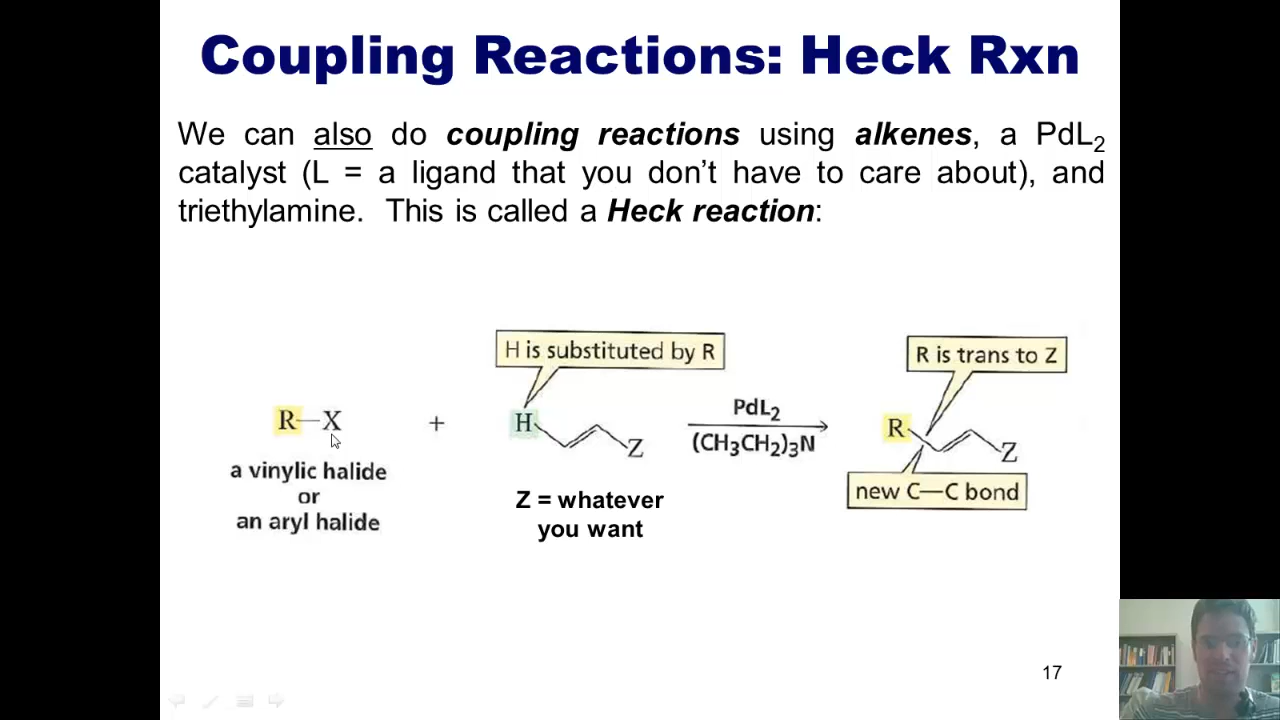 Coupling Reactions: Heck Rxn
We can also do coupling reactions using alkenes, a PdL₂
catalyst (L = a ligand that you don’t have to care about), and
triethylamine. This is called a Heck reaction:
H is substituted by R
R is trans to Z
R—X
+
H
Z
PdL₂
(CH₃CH₂)₃N
R
Z
a vinylic halide
or
an aryl halide
Z = whatever
you want
new C—C bond
17